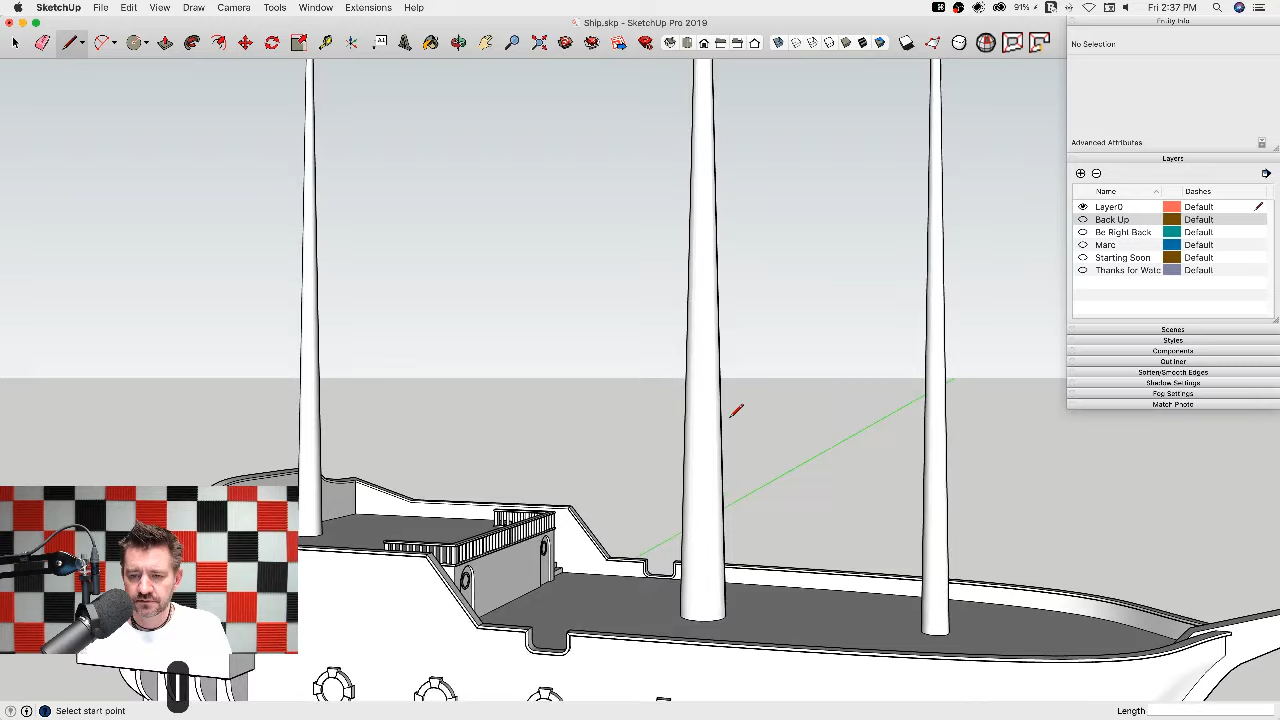 SketchUp File Edit View Draw Camera Tools Window Extensions Help 91% Fri 2:37 PM
Ship.skp - SketchUp Pro 2019
Entity Info
No Selection
Advanced Attributes
Layers
Name Dashes
Layer0 Default
Back Up Default
Be Right Back Default
Marc Default
Starting Soon Default
Thanks for Watc Default
Scenes
Styles
Components
Outliner
Soften/Smooth Edges
Shadow Settings
Fog Settings
Match Photo
Select start point
Length